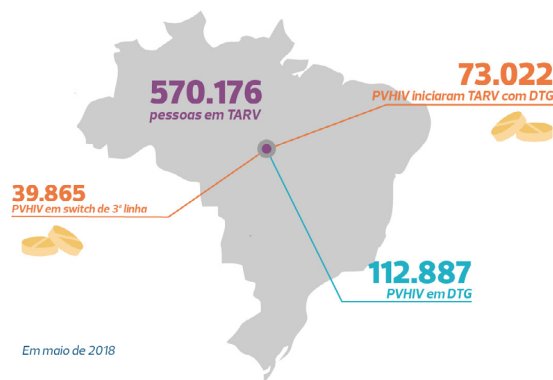 570.176
pessoas em TARV
73.022
PVHIV iniciaram TARV com DTG
39.865
PVHIV em switch de 3ª linha
112.887
PVHIV em DTG
Em maio de 2018